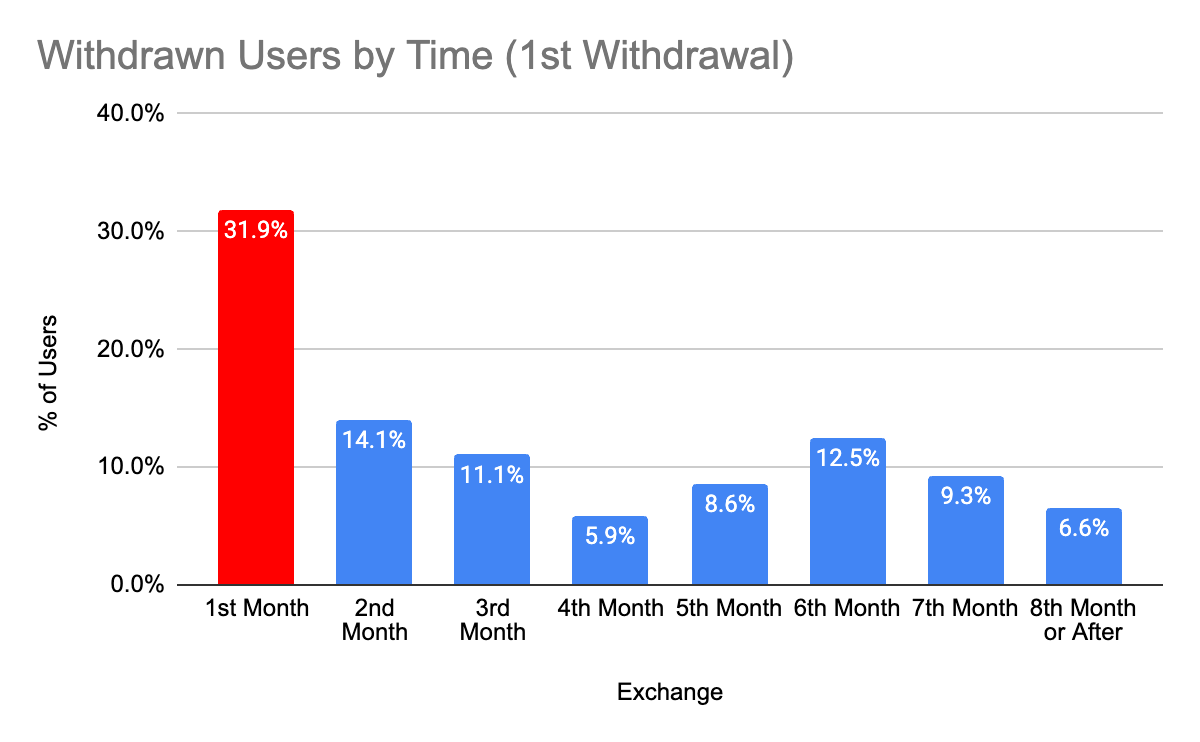 Withdrawn Users by Time (1st Withdrawal)
40.0%
30.0%
20.0%
10.0%
0.0%
% of Users
31.9%
14.1%
11.1%
5.9%
8.6%
12.5%
9.3%
6.6%
1st Month
2nd
Month
3rd
Month
4th Month
5th Month
6th Month
7th Month
8th Month
or After
Exchange